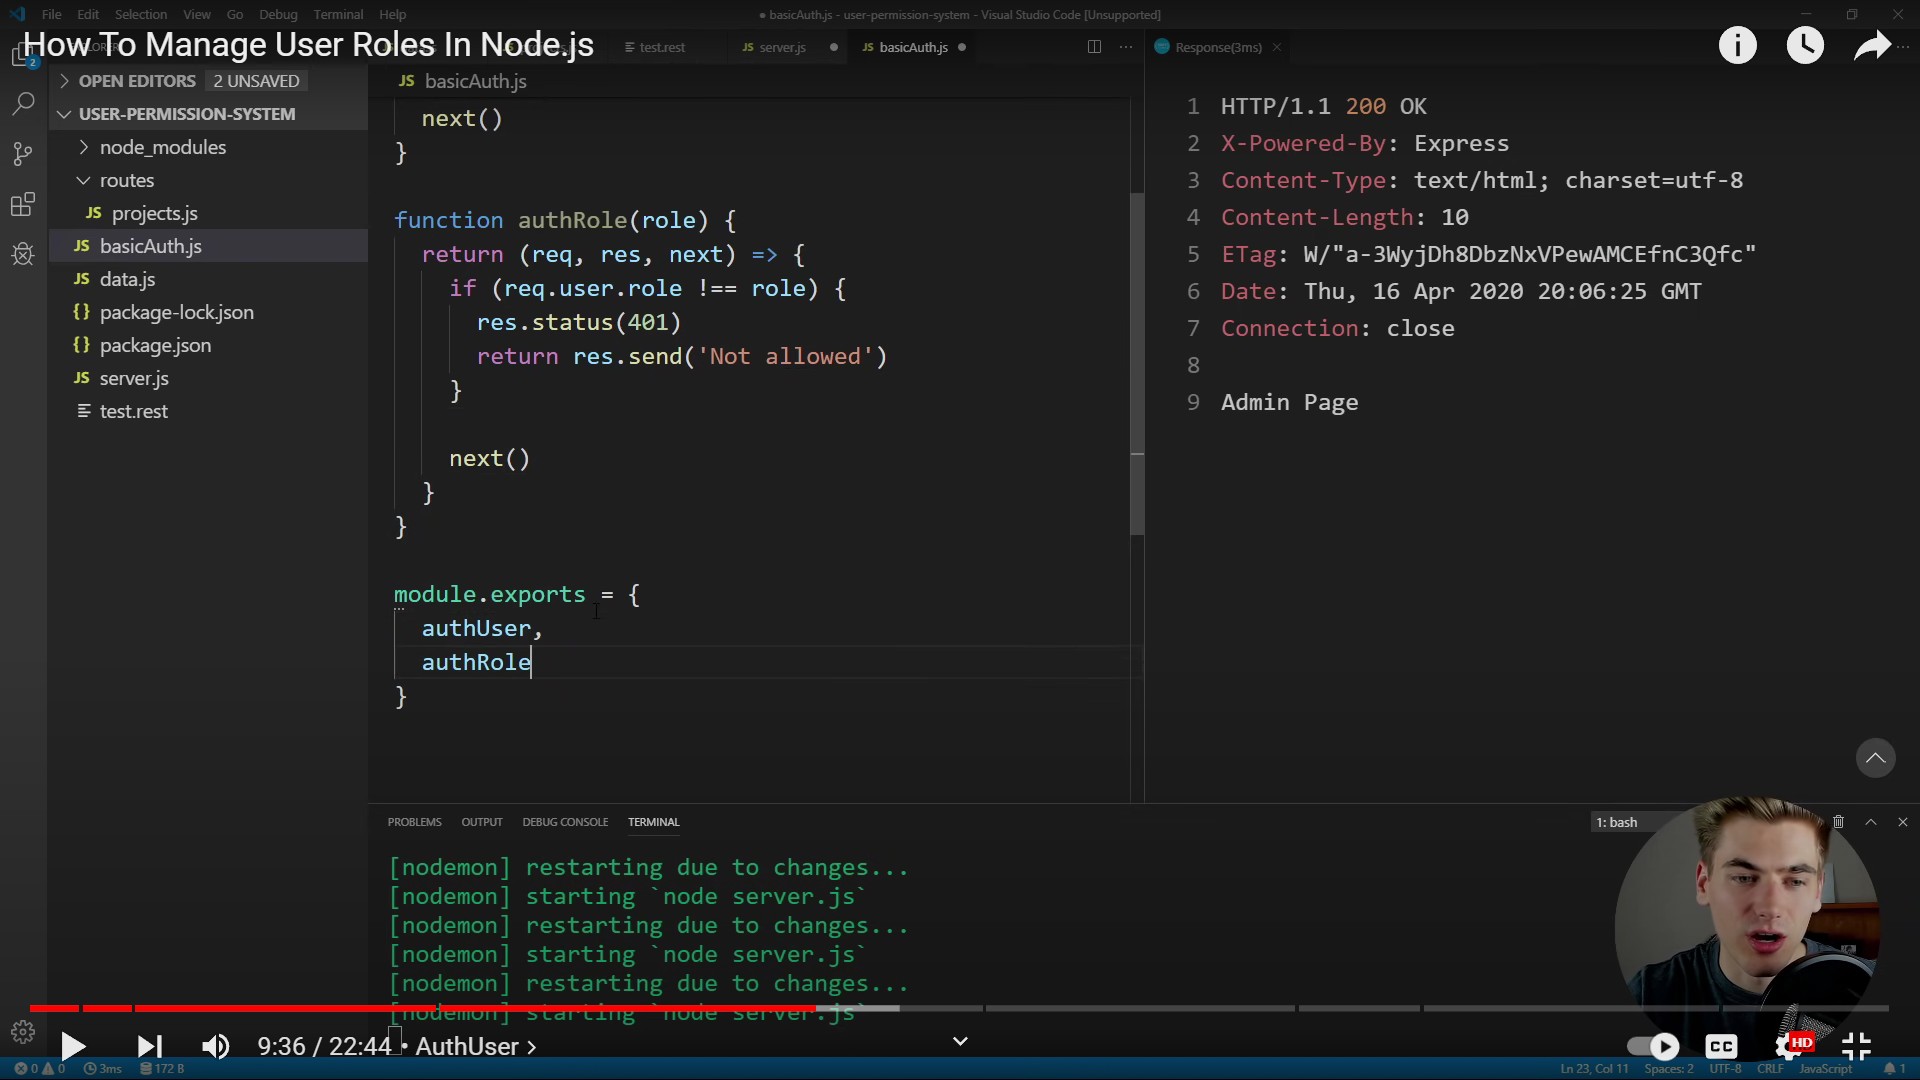 File Edit Selection View Go Debug Terminal Help
● basicAuth.js - user-permission-system - Visual Studio Code [Unsupported]
How To Manage User Roles In Node.js
test.rest
JS server.js
JS basicAuth.js
Response(3ms)
2
OPEN EDITORS 2 UNSAVED
USER-PERMISSION-SYSTEM
node_modules
routes
JS projects.js
JS basicAuth.js
JS data.js
{} package-lock.json
{} package.json
JS server.js
test.rest
JS basicAuth.js
next()
}
function authRole(role) {
return (req, res, next) => {
if (req.user.role !== role) {
res.status(401)
return res.send('Not allowed')
}
next()
}
}
module.exports = {
authUser,
authRole
}
1 HTTP/1.1 200 OK
2 X-Powered-By: Express
3 Content-Type: text/html; charset=utf-8
4 Content-Length: 10
5 ETag: W/"a-3WyjDh8DbzNxVPewAMCEfnC3Qfc"
6 Date: Thu, 16 Apr 2020 20:06:25 GMT
7 Connection: close
8
9 Admin Page
PROBLEMS OUTPUT DEBUG CONSOLE TERMINAL
1: bash
[nodemon] restarting due to changes...
[nodemon] starting `node server.js`
[nodemon] restarting due to changes...
[nodemon] starting `node server.js`
[nodemon] restarting due to changes...
[nodemon] starting `node server.js`
9:36 / 22:44 • AuthUser >
CC
HD
0 0 3ms 172 B
Ln 23, Col 11 Spaces: 2 UTF-8 CRLF JavaScript 1